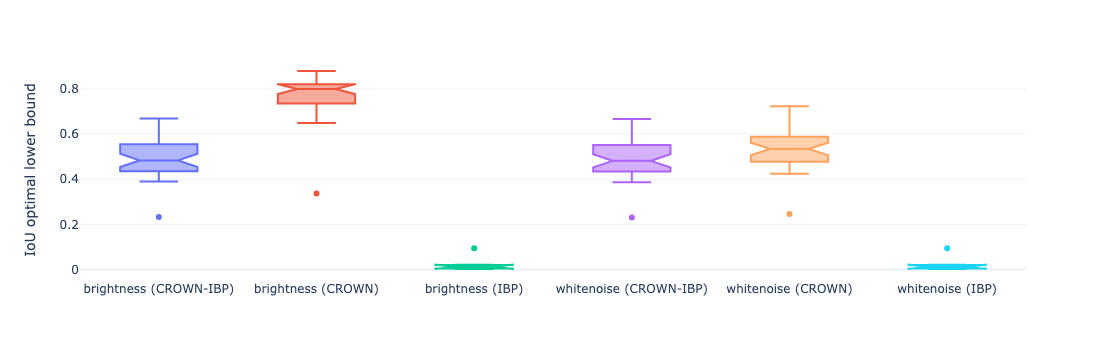 IoU optimal lower bound
0.8
0.6
0.4
0.2
0
brightness (CROWN-IBP)
brightness (CROWN)
brightness (IBP)
whitenoise (CROWN-IBP)
whitenoise (CROWN)
whitenoise (IBP)